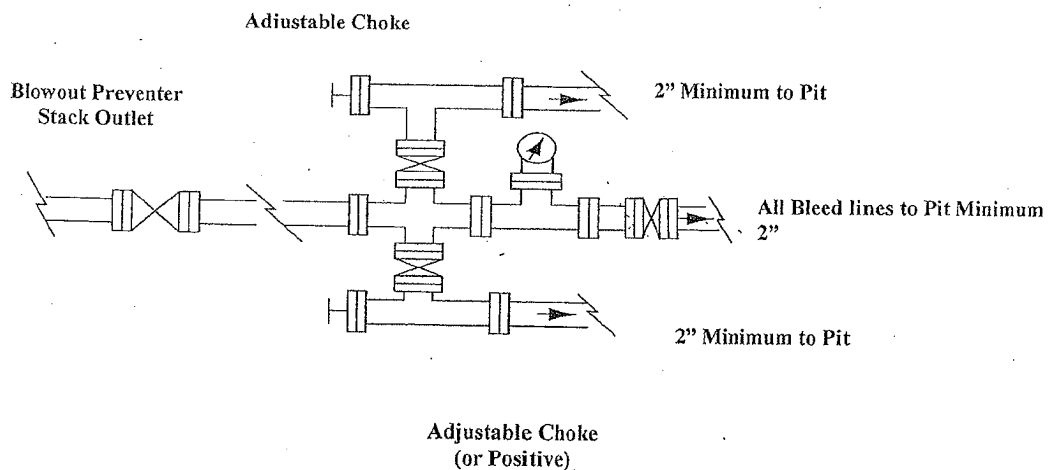 Adiustable Choke
Blowout Preventer
Stack Outlet
2” Minimum to Pit
All Bleed lines to Pit Minimum
2”
2” Minimum to Pit
Adjustable Choke
(or Positive)